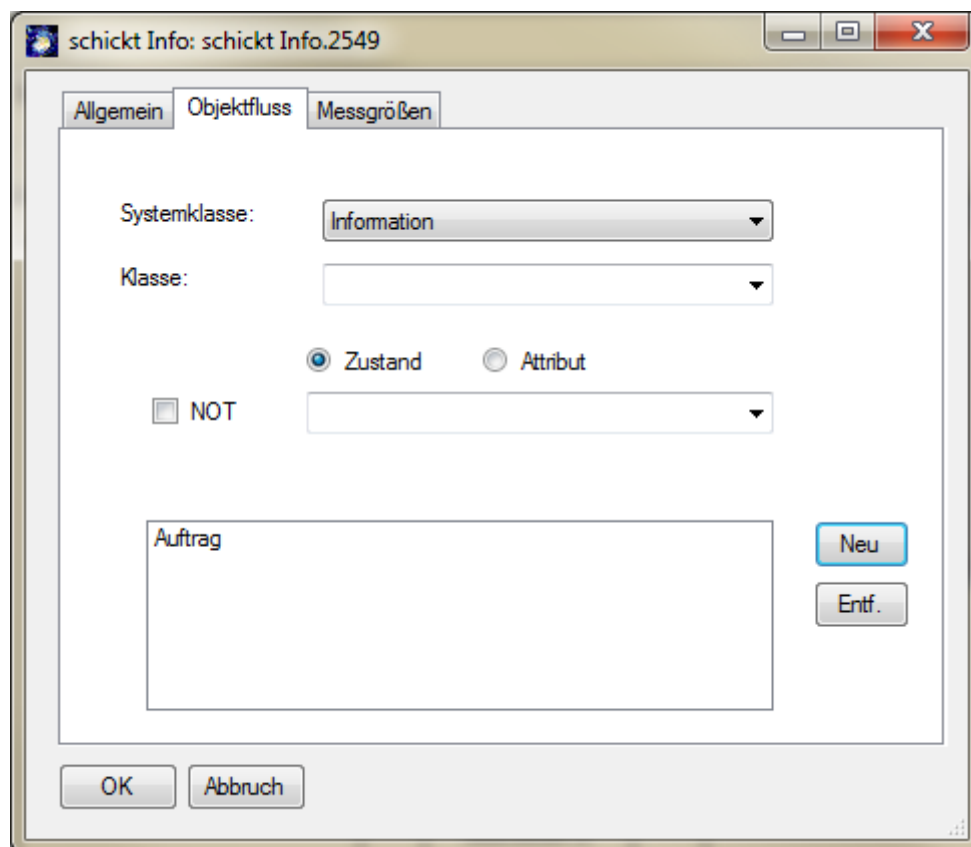 schickt Info: schickt Info.2549
Allgemein Objektfluss Messgrößen
Systemklasse: Information
Klasse:
Zustand Attribut
NOT
Auftrag
Neu
Entf.
OK Abbruch